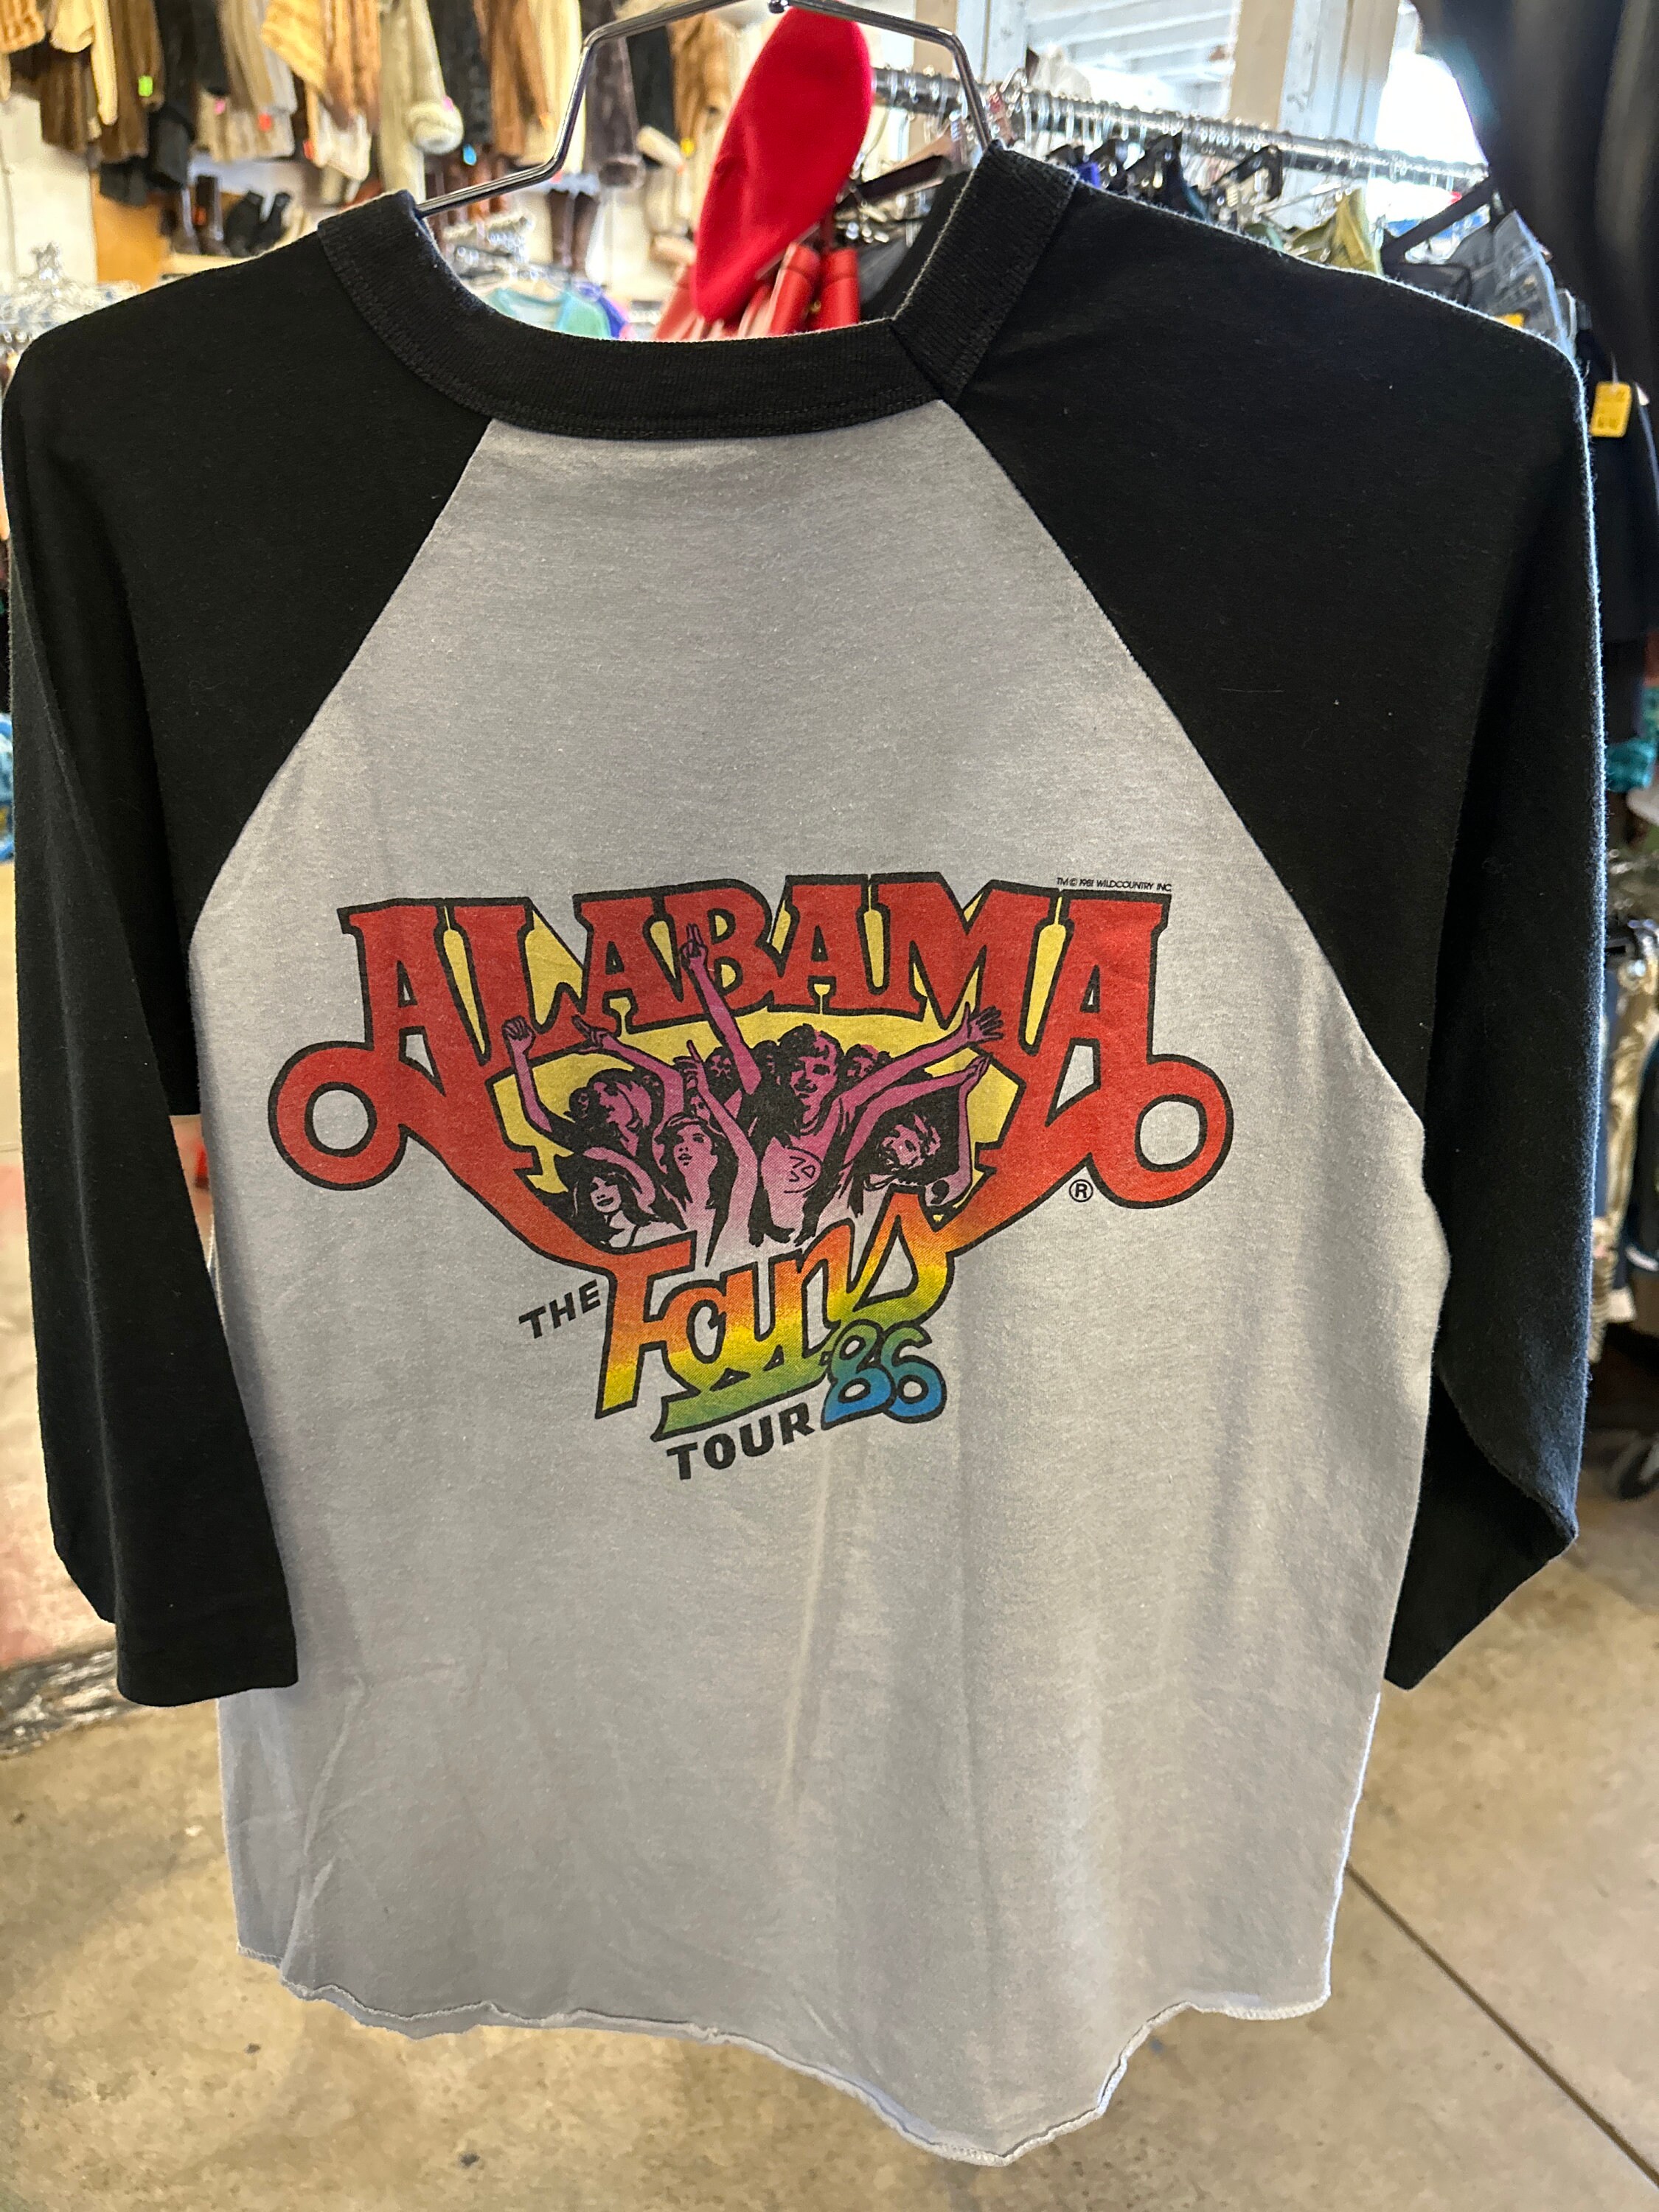 TM © 1981 WILDCOUNTRY INC
ALABAMA
®
THE Fans
TOUR '86